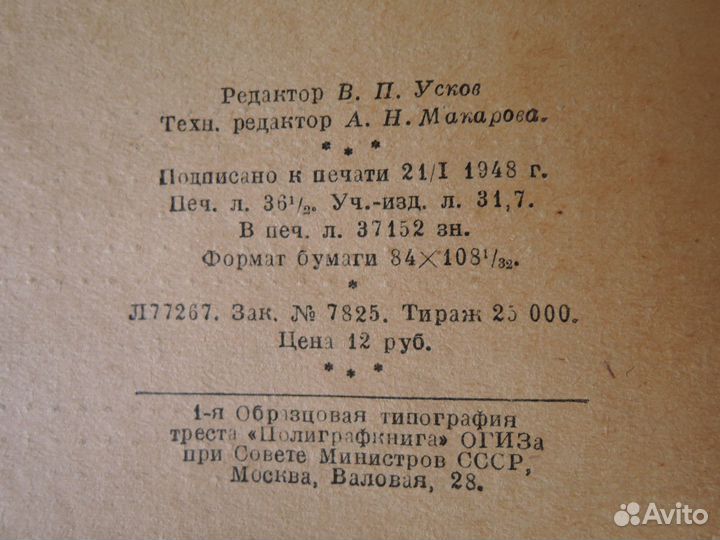 Редактор В. П. Усков
Техн. редактор А. Н. Макарова.
* * *
Подписано к печати 21/I 1948 г.
Печ. л. 36¹/₂. Уч.-изд. л. 31,7.
В печ. л. 37152 зн.
Формат бумаги 84×108¹/₃₂.
*
Л77267. Зак. № 7825. Тираж 25 000.
Цена 12 руб.
* * *
1-я Образцовая типография
треста «Полиграфкнига» ОГИЗа
при Совете Министров СССР,
Москва, Валовая, 28.
Avito